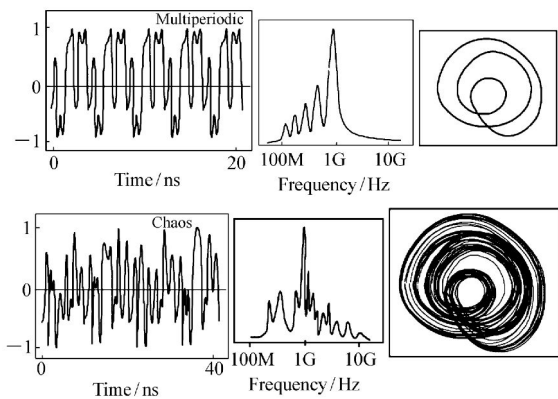 Multiperiodic
1
0
−1
0
20
Time/ns
100M
1G
10G
Frequency/Hz
Chaos
1
0
−1
0
40
Time/ns
100M
1G
10G
Frequency/Hz